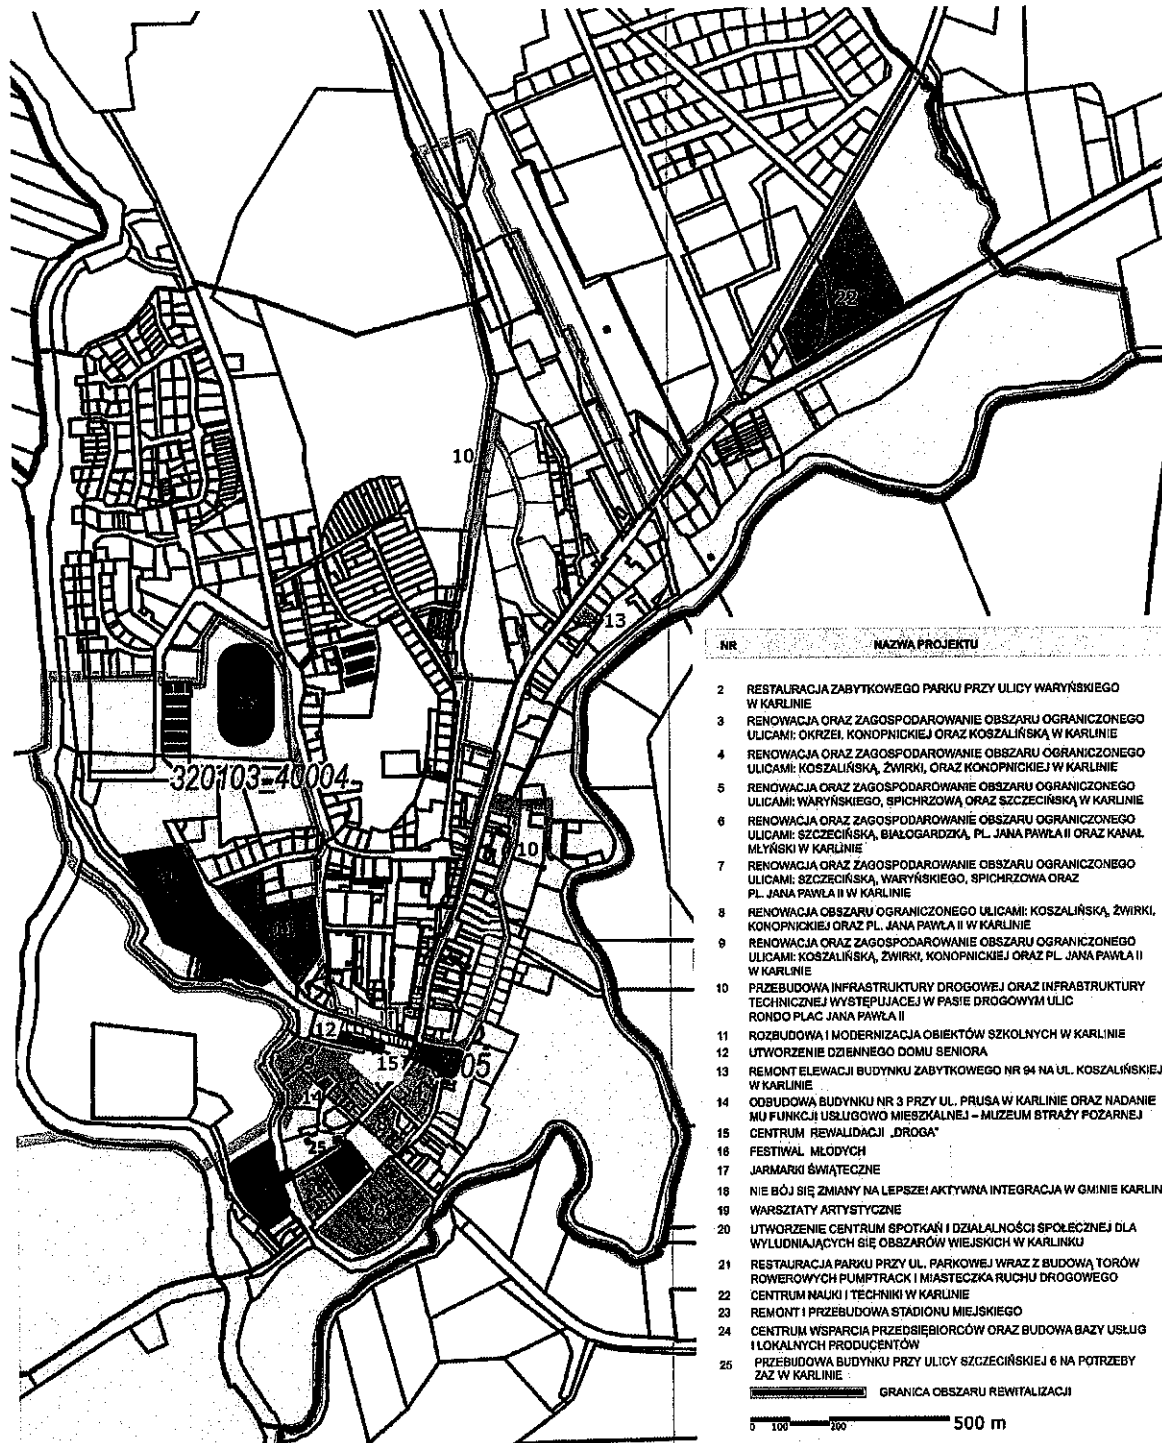 22
10
13
320103_40004
10
11
12
15
05
14
25
NR NAZWA PROJEKTU
2 RESTAURACJA ZABYTKOWEGO PARKU PRZY ULICY WARYŃSKIEGO
W KARLINIE
3 RENOWACJA ORAZ ZAGOSPODAROWANIE OBSZARU OGRANICZONEGO
ULICAMI: OKRZEI, KONOPNICKIEJ ORAZ KOSZALIŃSKĄ W KARLINIE
4 RENOWACJA ORAZ ZAGOSPODAROWANIE OBSZARU OGRANICZONEGO
ULICAMI: KOSZALIŃSKĄ, ŻWIRKI, ORAZ KONOPNICKIEJ W KARLINIE
5 RENOWACJA ORAZ ZAGOSPODAROWANIE OBSZARU OGRANICZONEGO
ULICAMI: WARYŃSKIEGO, SPICHRZOWĄ ORAZ SZCZECIŃSKĄ W KARLINIE
6 RENOWACJA ORAZ ZAGOSPODAROWANIE OBSZARU OGRANICZONEGO
ULICAMI: SZCZECIŃSKĄ, BIAŁOGARDZKĄ, PL. JANA PAWŁA II ORAZ KANAŁ
MŁYŃSKI W KARLINIE
7 RENOWACJA ORAZ ZAGOSPODAROWANIE OBSZARU OGRANICZONEGO
ULICAMI: SZCZECIŃSKĄ, WARYŃSKIEGO, SPICHRZOWA ORAZ
PL. JANA PAWŁA II W KARLINIE
8 RENOWACJA OBSZARU OGRANICZONEGO ULICAMI: KOSZALIŃSKĄ, ŻWIRKI,
KONOPNICKIEJ ORAZ PL. JANA PAWŁA II W KARLINIE
9 RENOWACJA ORAZ ZAGOSPODAROWANIE OBSZARU OGRANICZONEGO
ULICAMI: KOSZALIŃSKĄ, ŻWIRKI, KONOPNICKIEJ ORAZ PL. JANA PAWŁA II
W KARLINIE
10 PRZEBUDOWA INFRASTRUKTURY DROGOWEJ ORAZ INFRASTRUKTURY
TECHNICZNEJ WYSTĘPUJACEJ W PASIE DROGOWYM ULIC
RONDO PLAC JANA PAWŁA II
11 ROZBUDOWA I MODERNIZACJA OBIEKTÓW SZKOLNYCH W KARLINIE
12 UTWORZENIE DZIENNEGO DOMU SENIORA
13 REMONT ELEWACJI BUDYNKU ZABYTKOWEGO NR 94 NA UL. KOSZALIŃSKIEJ
W KARLINIE
14 ODBUDOWA BUDYNKU NR 3 PRZY UL. PRUSA W KARLINIE ORAZ NADANIE
MU FUNKCJI USŁUGOWO MIESZKALNEJ – MUZEUM STRAŻY POŻARNEJ
15 CENTRUM REWALIDACJI „DROGA"
16 FESTIWAL MŁODYCH
17 JARMARKI ŚWIĄTECZNE
18 NIE BÓJ SIĘ ZMIANY NA LEPSZE! AKTYWNA INTEGRACJA W GMINIE KARLIN
19 WARSZTATY ARTYSTYCZNE
20 UTWORZENIE CENTRUM SPOTKAŃ I DZIAŁALNOŚCI SPOŁECZNEJ DLA
WYLUDNIAJĄCYCH SIĘ OBSZARÓW WIEJSKICH W KARLINKU
21 RESTAURACJA PARKU PRZY UL. PARKOWEJ WRAZ Z BUDOWĄ TORÓW
ROWEROWYCH PUMPTRACK I MIASTECZKA RUCHU DROGOWEGO
22 CENTRUM NAUKI I TECHNIKI W KARLINIE
23 REMONT I PRZEBUDOWA STADIONU MIEJSKIEGO
24 CENTRUM WSPARCIA PRZEDSIĘBIORCÓW ORAZ BUDOWA BAZY USŁUG
I LOKALNYCH PRODUCENTÓW
25 PRZEBUDOWA BUDYNKU PRZY ULICY SZCZECIŃSKIEJ 6 NA POTRZEBY
ZAZ W KARLINIE
GRANICA OBSZARU REWITALIZACJI
0 100 200 500 m